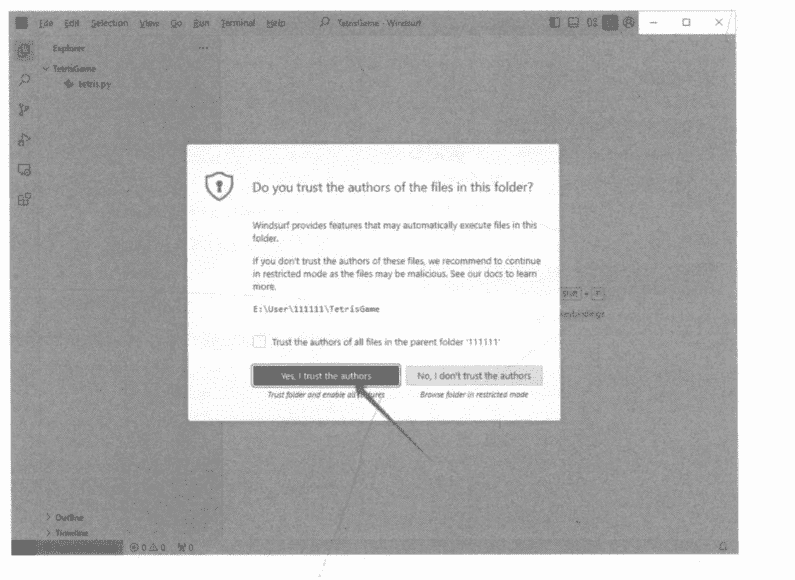 File Edit Selection View Go Run Terminal Help
TetrisGame - Windsurf
Explorer
TetrisGame
tetris.py
Do you trust the authors of the files in this folder?
Windsurf provides features that may automatically execute files in this
folder.
If you don't trust the authors of these files, we recommend to continue
in restricted mode as the files may be malicious. See our docs to learn
more.
E:\User\111111\TetrisGame
Trust the authors of all files in the parent folder '111111'
Yes, I trust the authors
No, I don't trust the authors
Trust folder and enable all features
Browse folder in restricted mode
Shift + F
Outline
Timeline
0 0 0